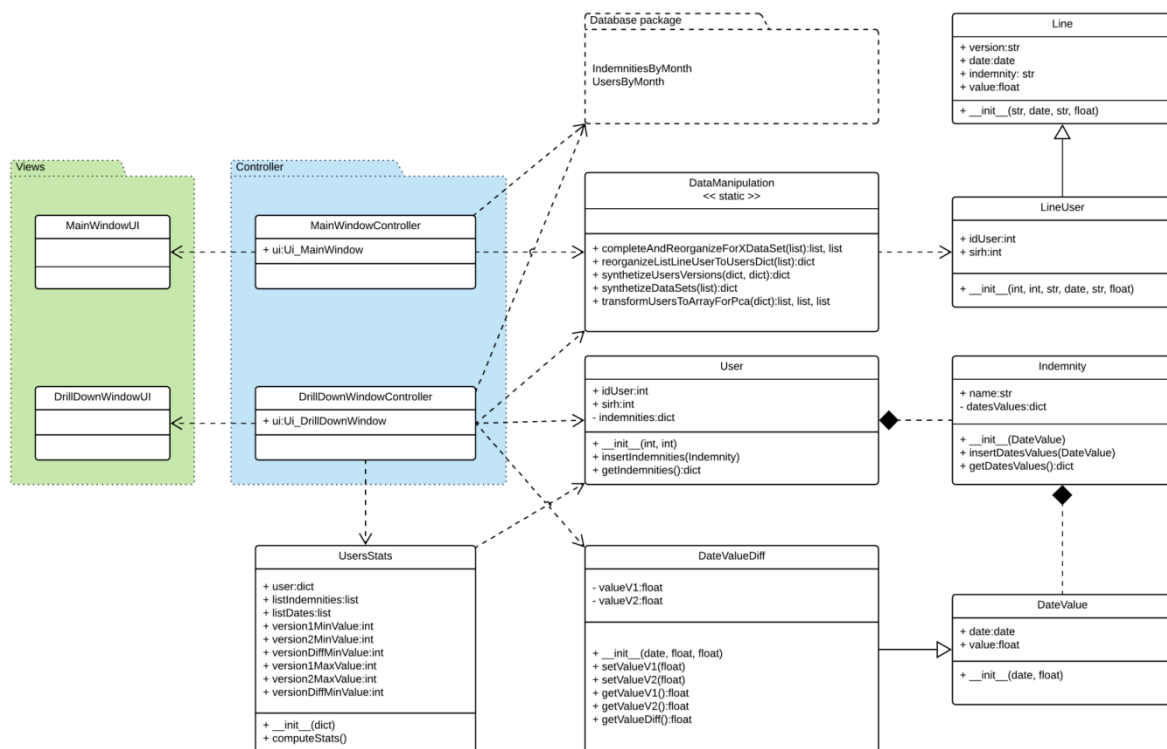 Database package
IndemnitiesByMonth
UsersByMonth
Line
+ version:str
+ date:date
+ indemnity: str
+ value:float
+ __init__(str, date, str, float)
Views
MainWindowUI
DrillDownWindowUI
Controller
MainWindowController
+ ui:Ui_MainWindow
DrillDownWindowController
+ ui:Ui_DrillDownWindow
DataManipulation
<< static >>
+ completeAndReorganizeForXDataSet(list):list, list
+ reorganizeListLineUserToUsersDict(list):dict
+ synthetizeUsersVersions(dict, dict):dict
+ synthetizeDataSets(list):dict
+ transformUsersToArrayForPca(dict):list, list, list
LineUser
+ idUser:int
+ sirh:int
+ __init__(int, int, str, date, str, float)
User
+ idUser:int
+ sirh:int
- indemnities:dict
+ __init__(int, int)
+ insertIndemnities(Indemnity)
+ getIndemnities():dict
Indemnity
+ name:str
- datesValues:dict
+ __init__(DateValue)
+ insertDatesValues(DateValue)
+ getDatesValues():dict
UsersStats
+ user:dict
+ listIndemnities:list
+ listDates:list
+ version1MinValue:int
+ version2MinValue:int
+ versionDiffMinValue:int
+ version1MaxValue:int
+ version2MaxValue:int
+ versionDiffMinValue:int
+ __init__(dict)
+ computeStats()
DateValueDiff
- valueV1:float
- valueV2:float
+ __init__(date, float, float)
+ setValueV1(float)
+ setValueV2(float)
+ getValueV1():float
+ getValueV2():float
+ getValueDiff():float
DateValue
+ date:date
+ value:float
+ __init__(date, float)